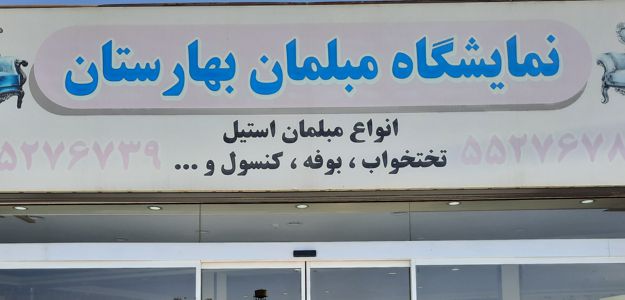 نمایشگاه مبلمان بهارستان
انواع مبلمان استیل
تختخواب ، بوفه ، کنسول و ...